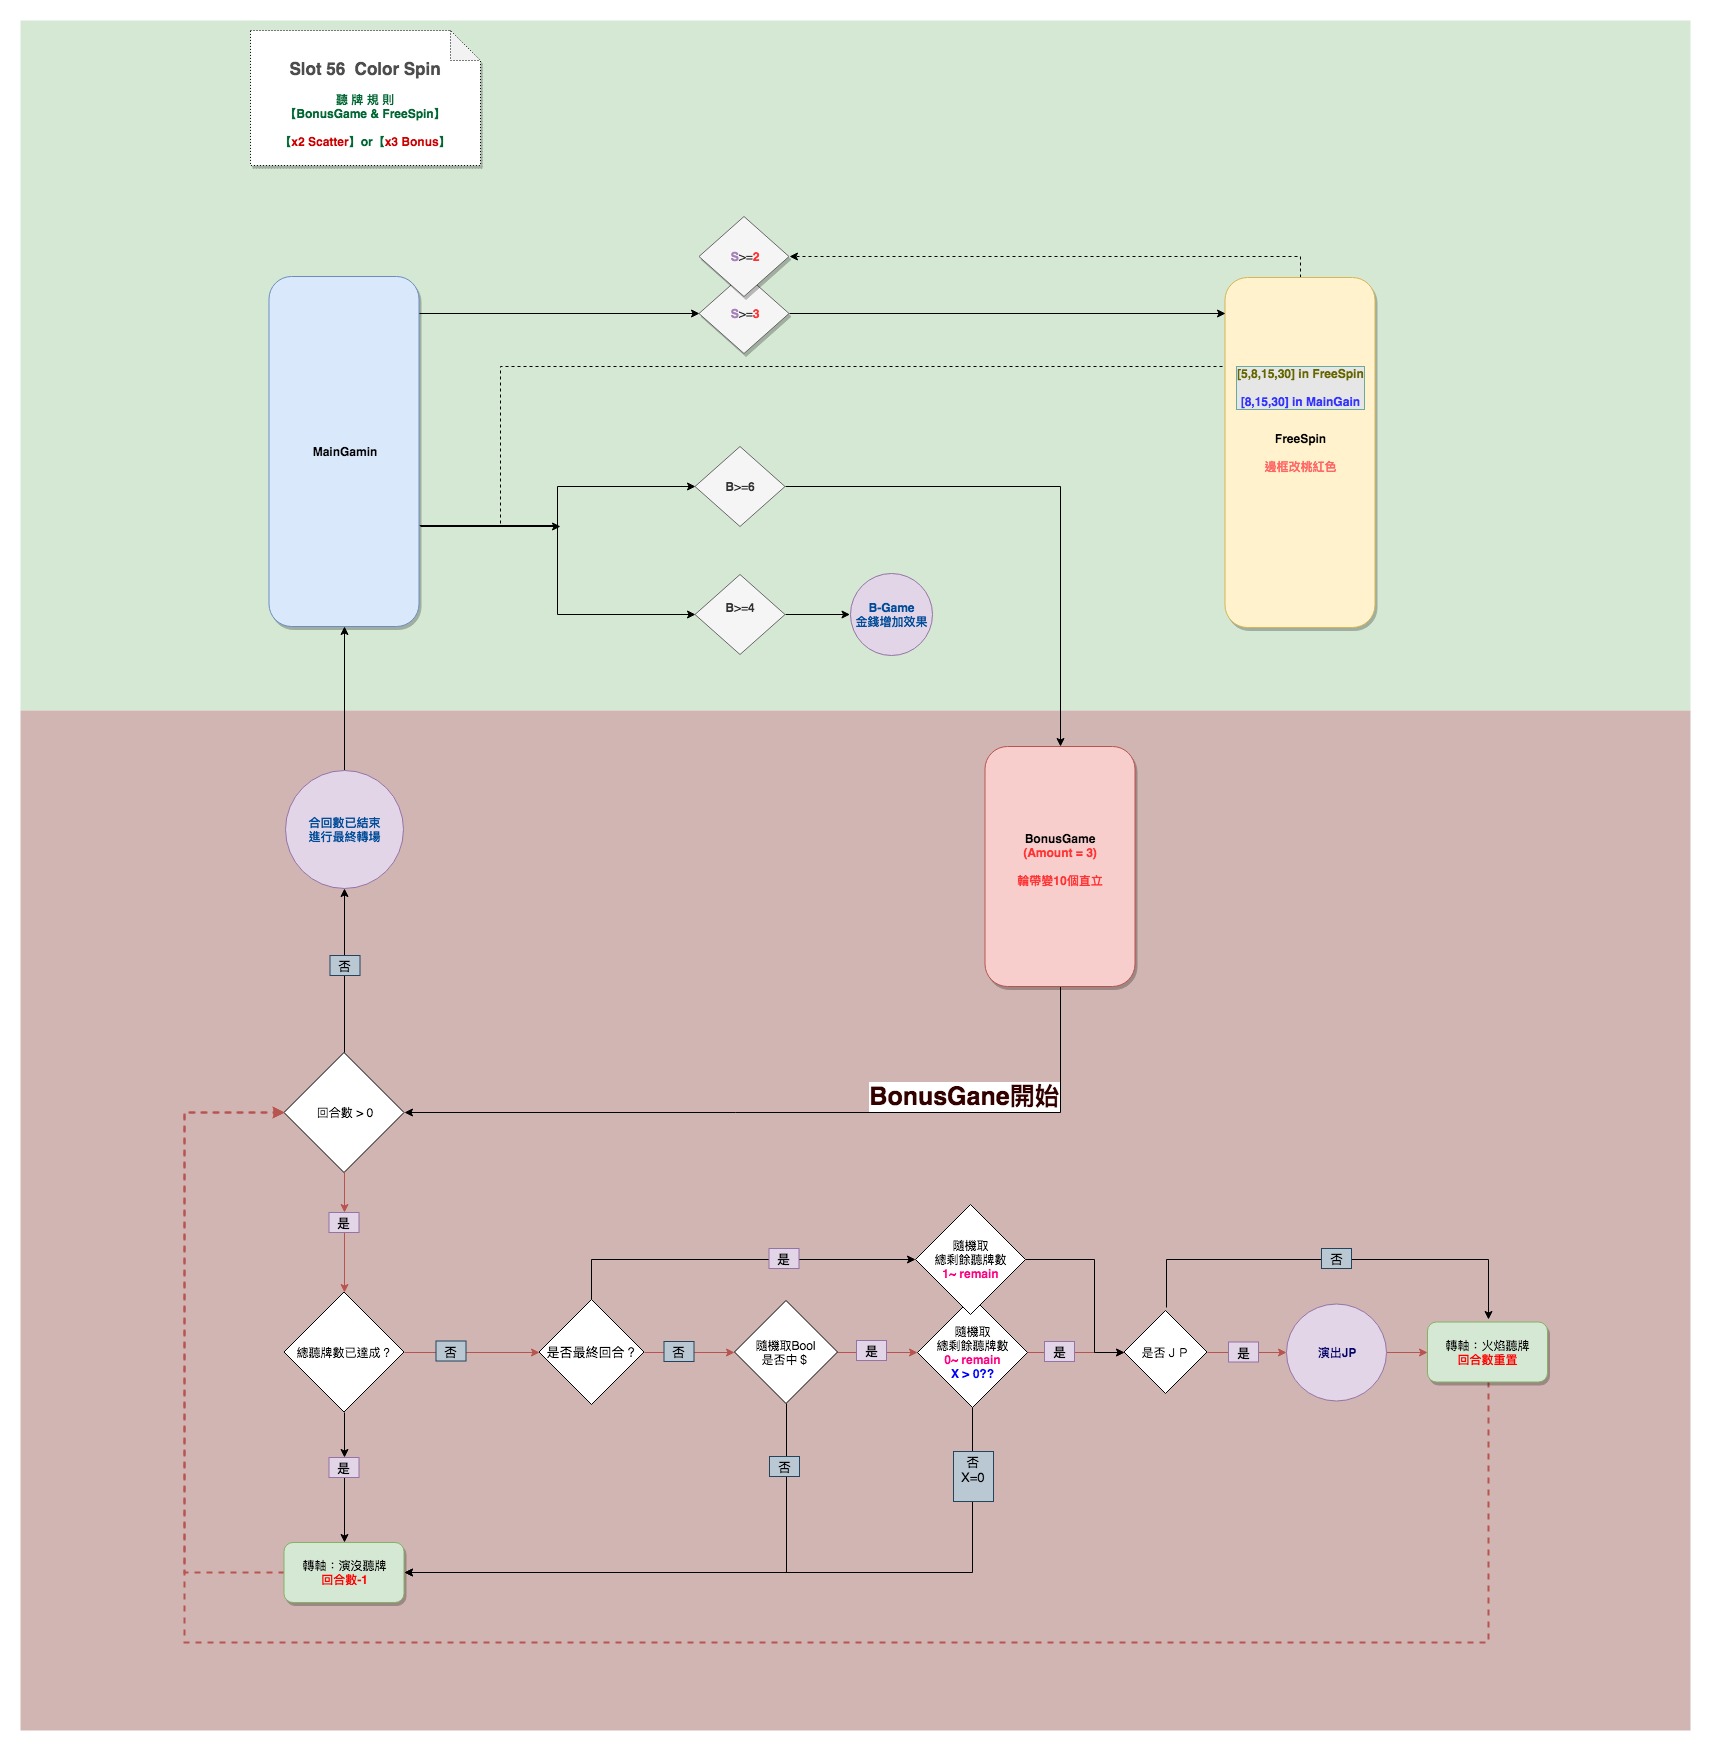 Slot 56  Color Spin
聽 牌 規 則
【BonusGame & FreeSpin】
【x2 Scatter】or【x3 Bonus】
S>=2
S>=3
[5,8,15,30] in FreeSpin
[8,15,30] in MainGain
FreeSpin
邊框改桃紅色
MainGamin
B>=6
B>=4
B-Game
金錢增加效果
合回數已結束
進行最終轉場
BonusGame
(Amount = 3)
輪帶變10個直立
否
BonusGane開始
回合數 > 0
是
隨機取
總剩餘聽牌數
1~ remain
是
否
總聽牌數已達成？
否
是否最終回合？
否
隨機取Bool
是否中＄
是
隨機取
總剩餘聽牌數
0~ remain
X > 0??
是
是否ＪＰ
是
演出JP
轉軸：火焰聽牌
回合數重置
是
否
否
X=0
轉軸：演沒聽牌
回合數-1